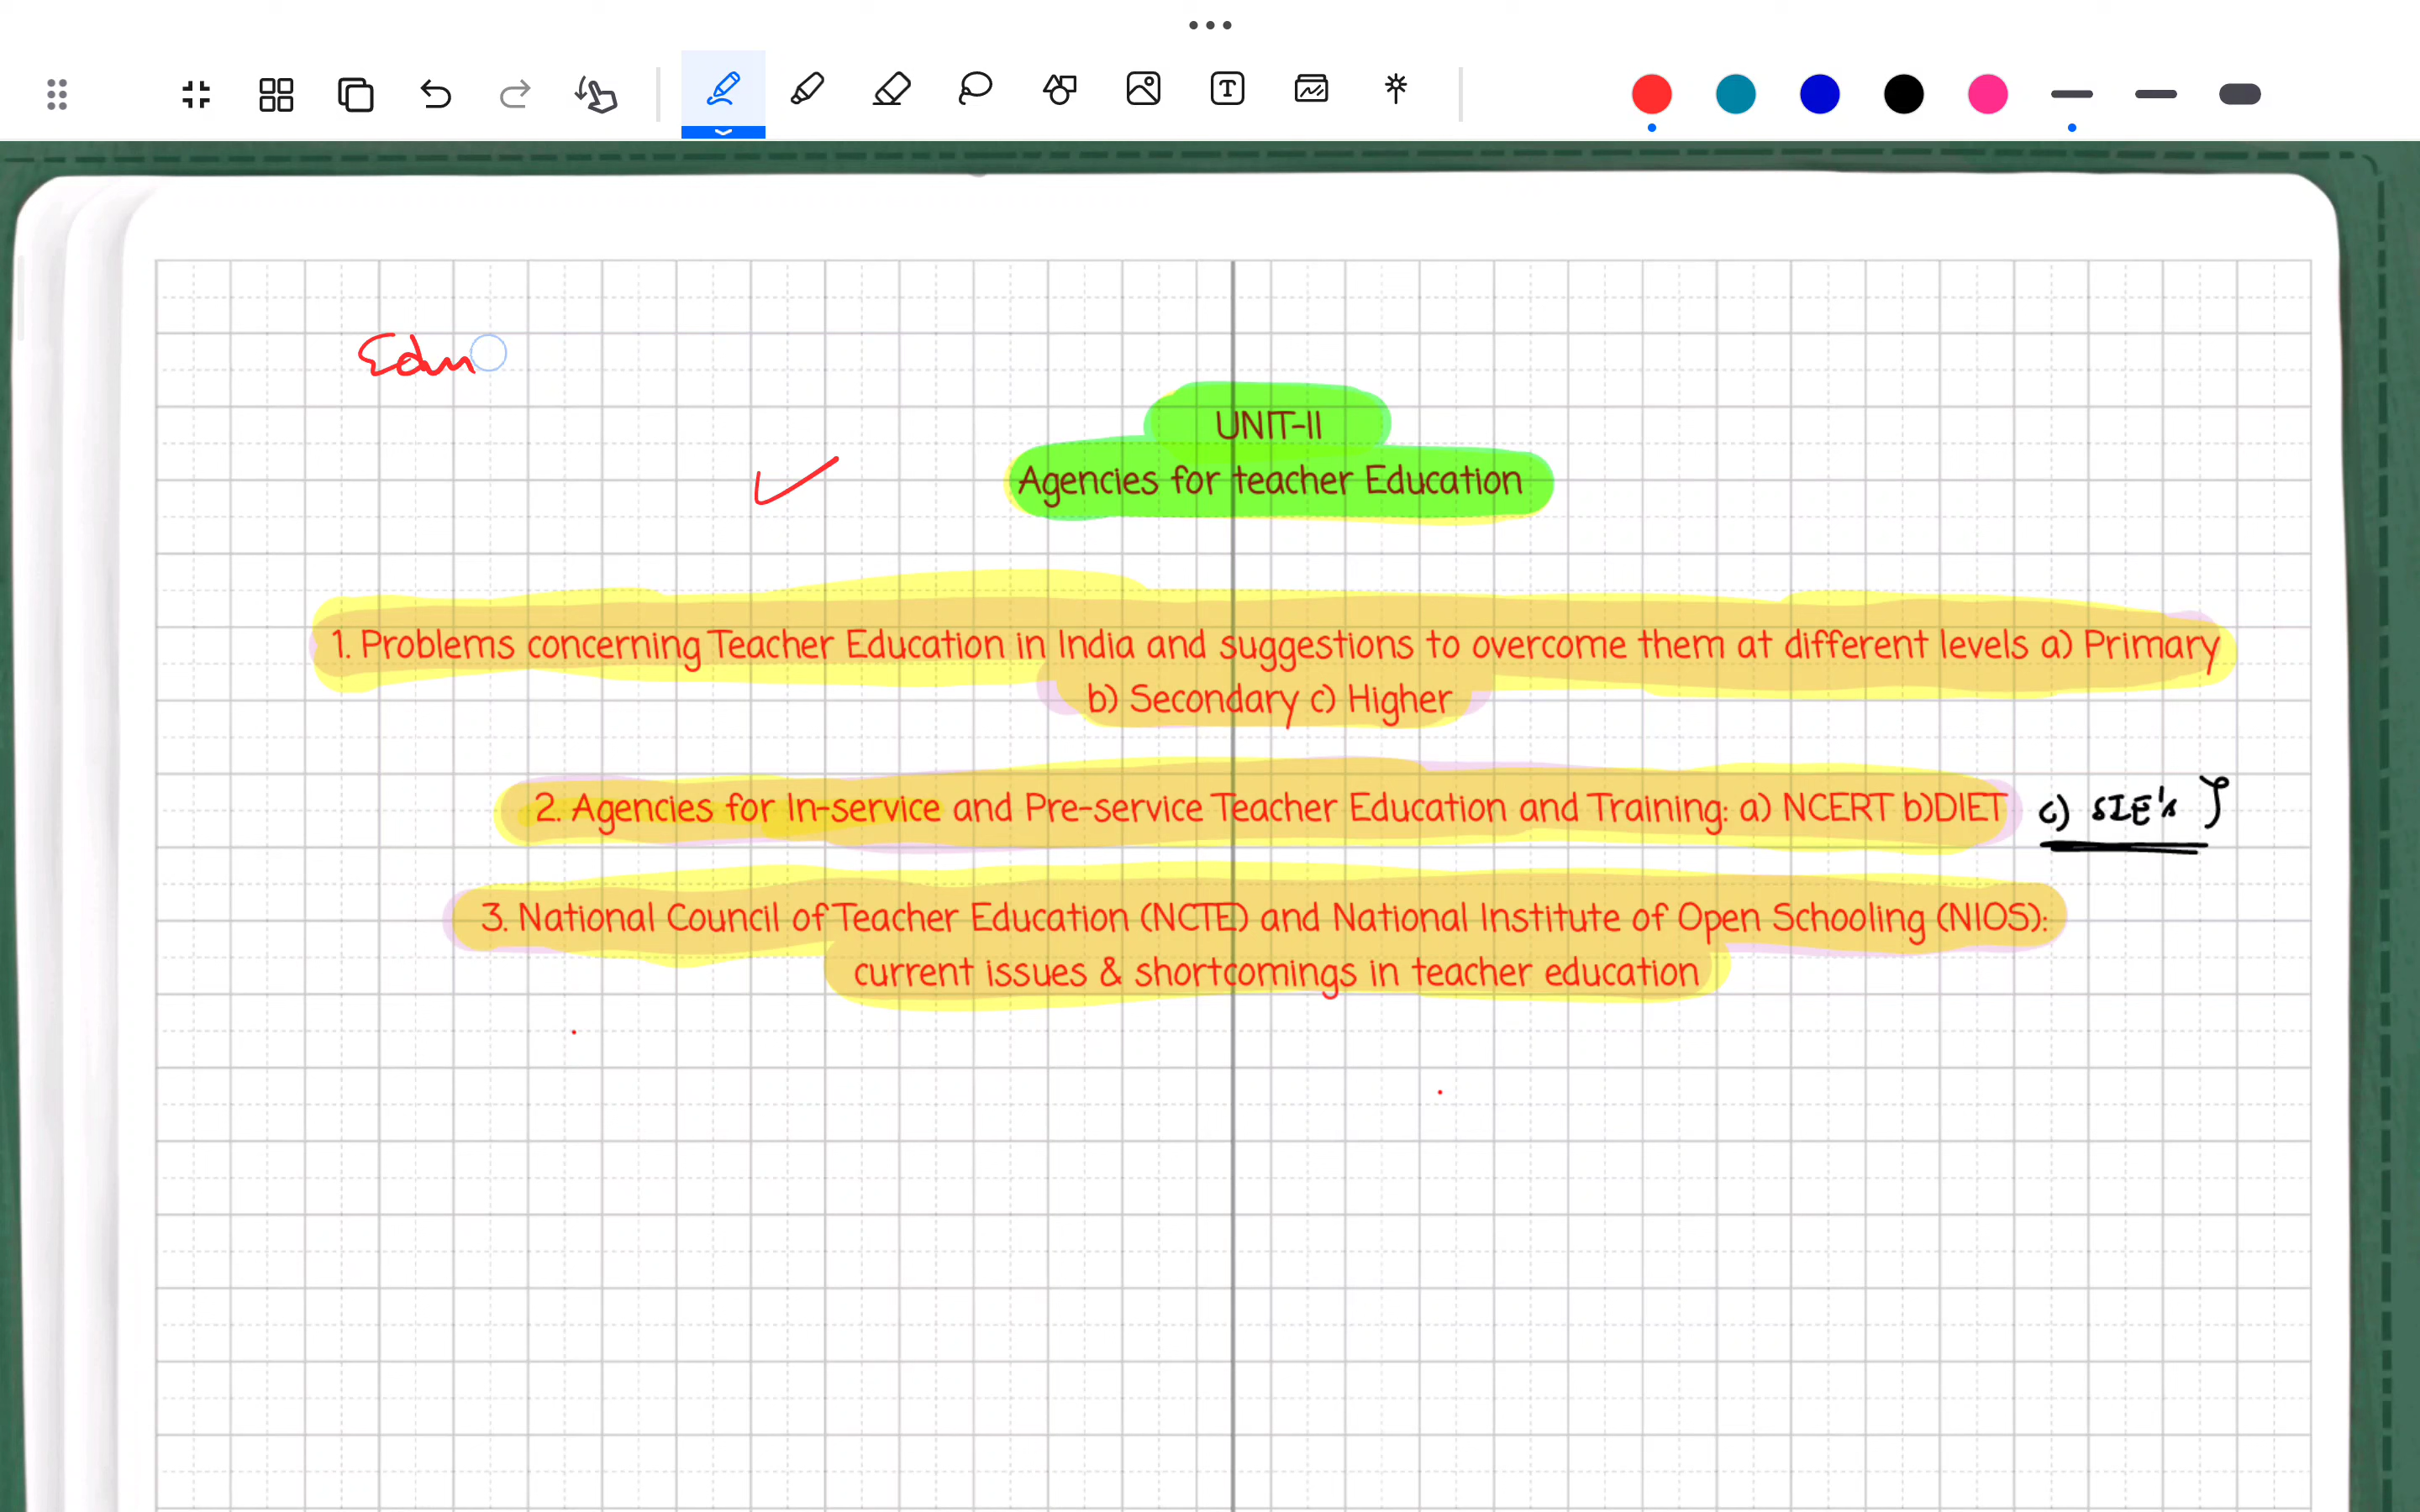 UNIT-II
Agencies for teacher Education
1. Problems concerning Teacher Education in India and suggestions to overcome them at different levels a) Primary
b) Secondary c) Higher
2. Agencies for In-service and Pre-service Teacher Education and Training: a) NCERT b)DIET c) SIE's
3. National Council of Teacher Education (NCTE) and National Institute of Open Schooling (NIOS):
current issues & shortcomings in teacher education